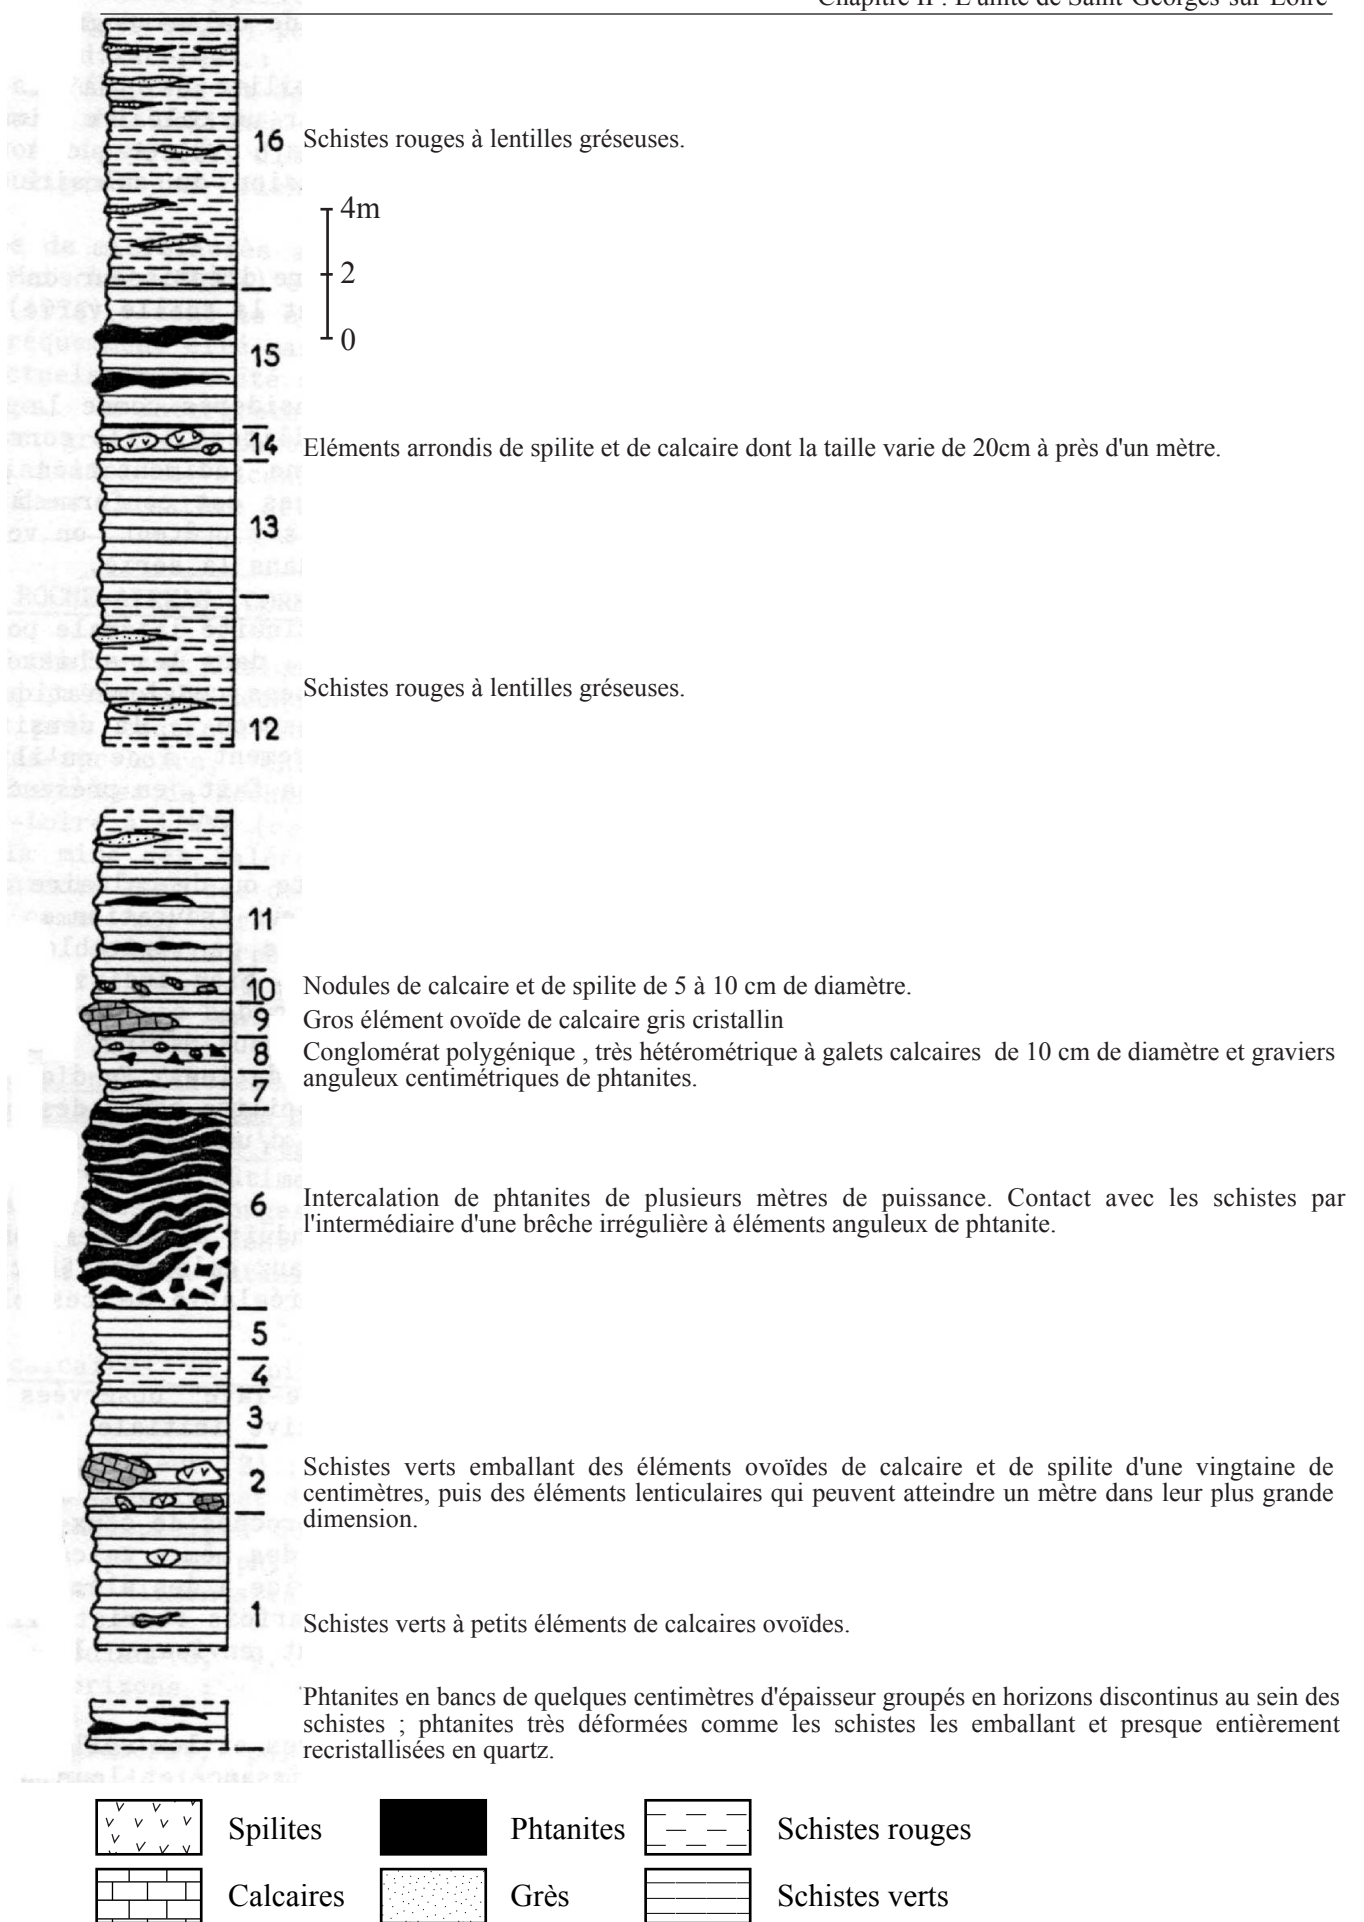 Chapitre II : L'unité de Saint-Georges-sur-Loire
16 Schistes rouges à lentilles gréseuses.
4m
2
0
15
14 Eléments arrondis de spilite et de calcaire dont la taille varie de 20cm à près d'un mètre.
13
Schistes rouges à lentilles gréseuses.
12
11
10 Nodules de calcaire et de spilite de 5 à 10 cm de diamètre.
9 Gros élément ovoïde de calcaire gris cristallin
8 Conglomérat polygénique , très hétérométrique à galets calcaires de 10 cm de diamètre et graviers
anguleux centimétriques de phtanites.
7
6 Intercalation de phtanites de plusieurs mètres de puissance. Contact avec les schistes par
l'intermédiaire d'une brêche irrégulière à éléments anguleux de phtanite.
5
4
3
2 Schistes verts emballant des éléments ovoïdes de calcaire et de spilite d'une vingtaine de
centimètres, puis des éléments lenticulaires qui peuvent atteindre un mètre dans leur plus grande
dimension.
1 Schistes verts à petits éléments de calcaires ovoïdes.
Phtanites en bancs de quelques centimètres d'épaisseur groupés en horizons discontinus au sein des
schistes ; phtanites très déformées comme les schistes les emballant et presque entièrement
recristallisées en quartz.
Spilites Phtanites Schistes rouges
Calcaires Grès Schistes verts